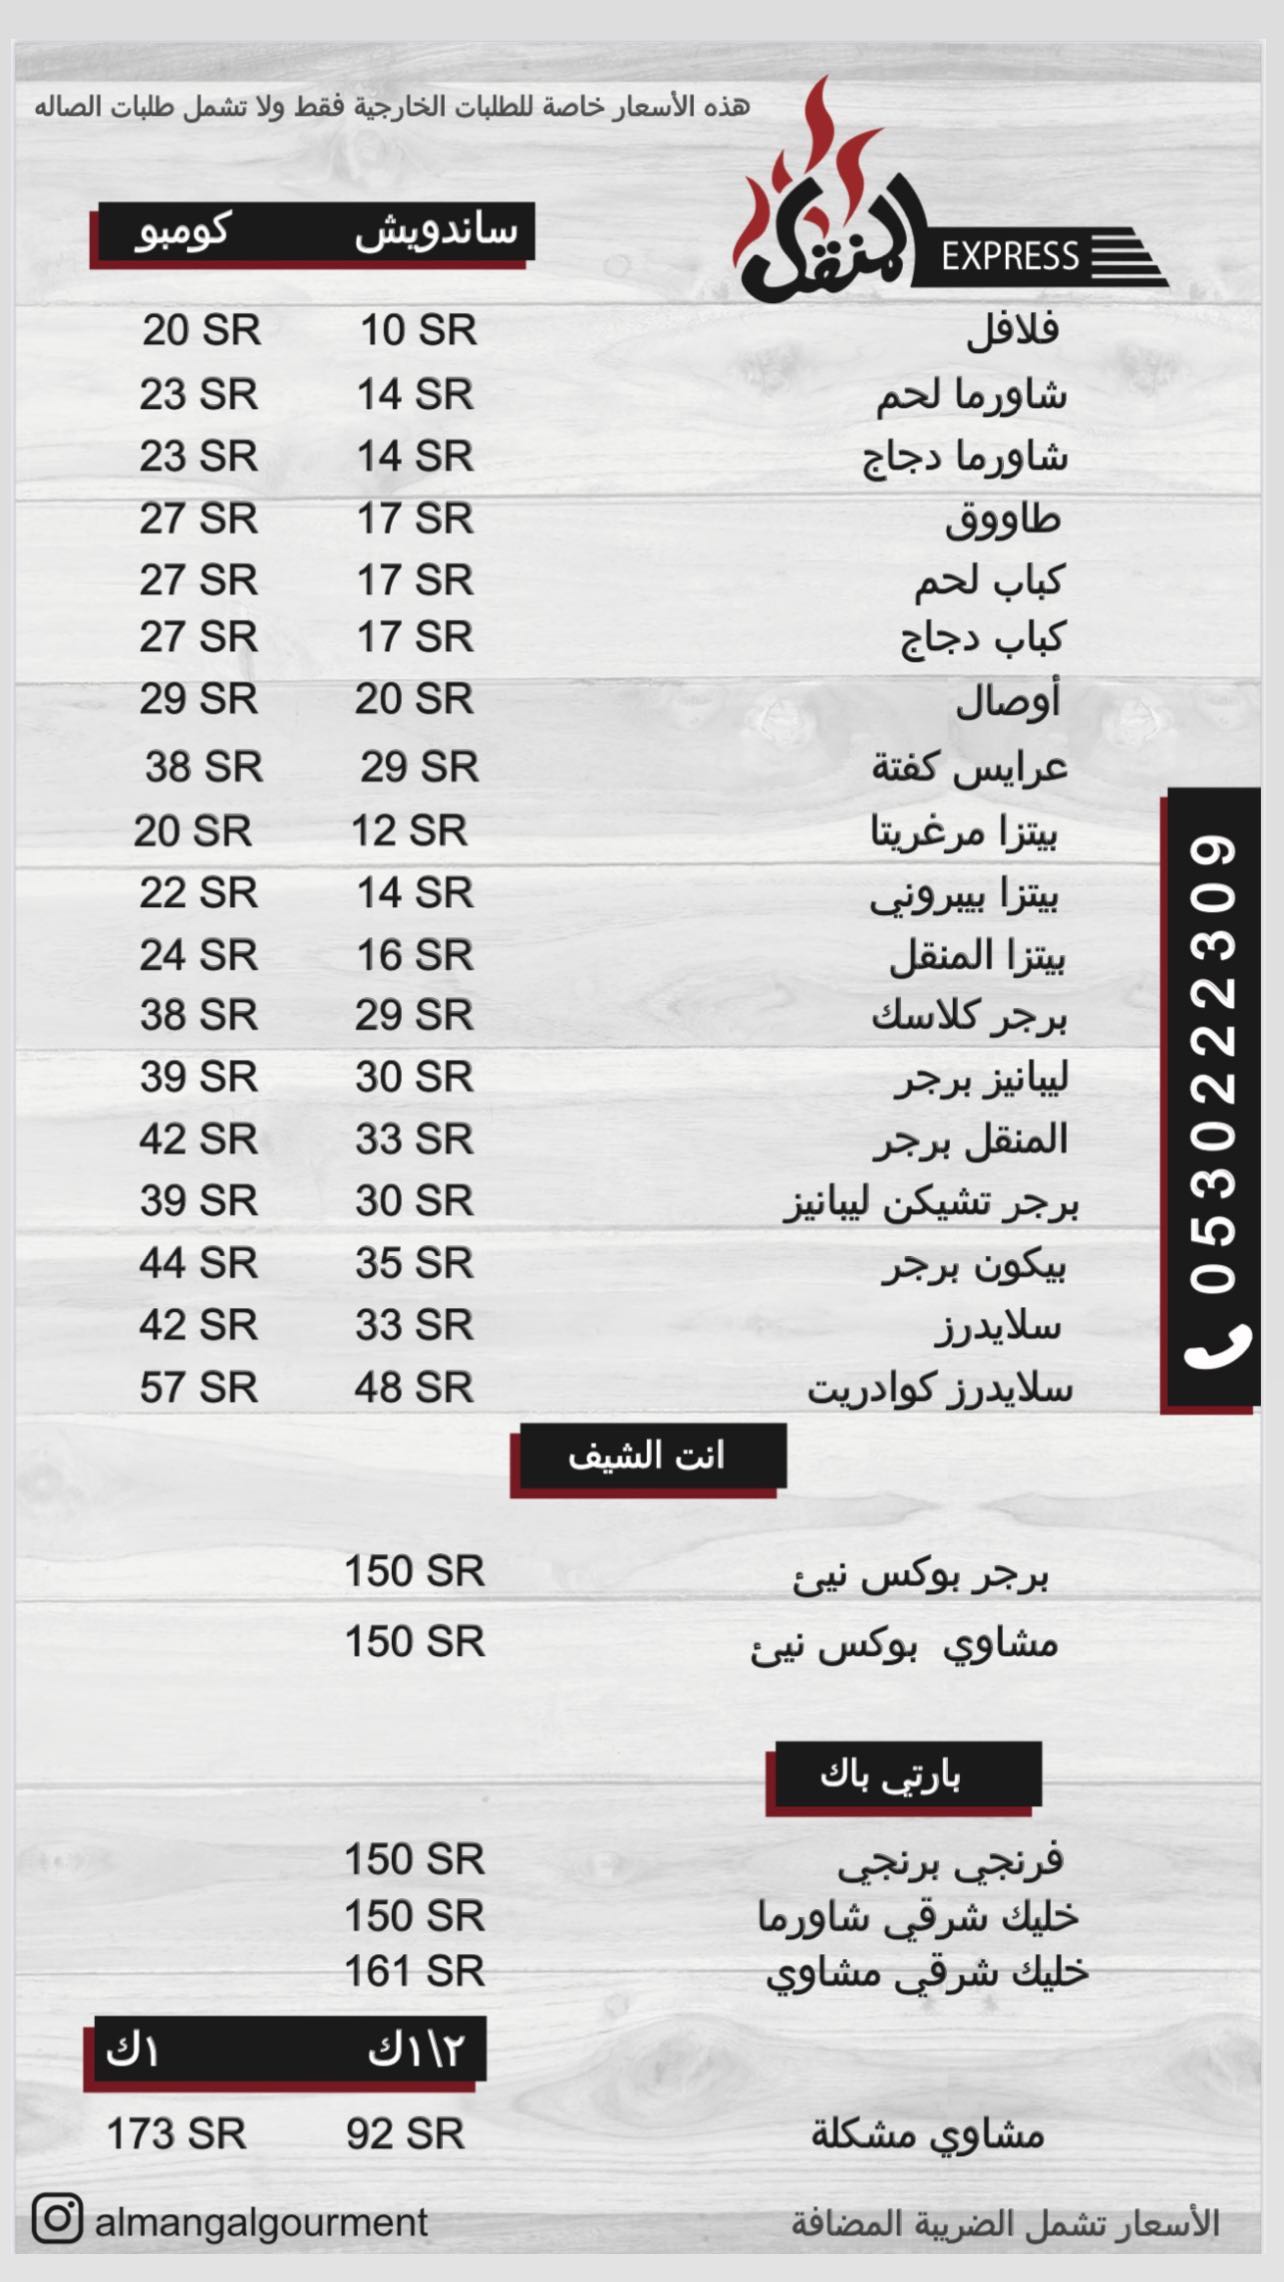 هذه الأسعار خاصة للطلبات الخارجية فقط ولا تشمل طلبات الصاله
المنقل EXPRESS
ساندويش كومبو
فلافل 10 SR 20 SR
شاورما لحم 14 SR 23 SR
شاورما دجاج 14 SR 23 SR
طاووق 17 SR 27 SR
كباب لحم 17 SR 27 SR
كباب دجاج 17 SR 27 SR
أوصال 20 SR 29 SR
عرايس كفتة 29 SR 38 SR
بيتزا مرغريتا 12 SR 20 SR
بيتزا بيبروني 14 SR 22 SR
بيتزا المنقل 16 SR 24 SR
برجر كلاسك 29 SR 38 SR
ليبانيز برجر 30 SR 39 SR
المنقل برجر 33 SR 42 SR
برجر تشيكن ليبانيز 30 SR 39 SR
بيكون برجر 35 SR 44 SR
سلايدرز 33 SR 42 SR
سلايدرز كوادريت 48 SR 57 SR
0530222309
انت الشيف
برجر بوكس نيئ 150 SR
مشاوي بوكس نيئ 150 SR
بارتي باك
فرنجي برنجي 150 SR
خليك شرقي شاورما 150 SR
خليك شرقي مشاوي 161 SR
١\٢ك ١ك
مشاوي مشكلة 92 SR 173 SR
الأسعار تشمل الضريبة المضافة
almangalgourment